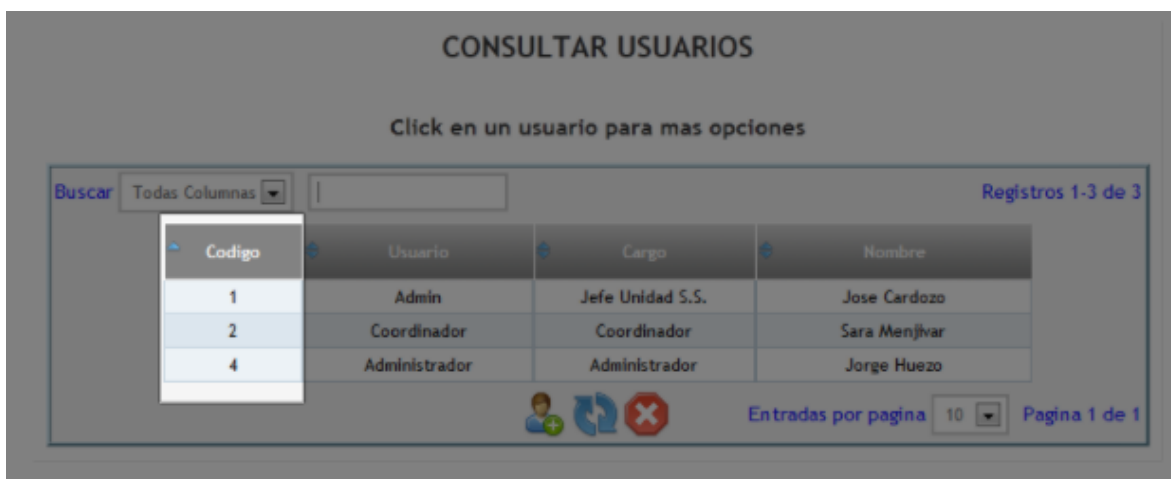 CONSULTAR USUARIOS
Click en un usuario para mas opciones
Buscar Todas Columnas Registros 1-3 de 3
Codigo Usuario Cargo Nombre
1 Admin Jefe Unidad S.S. Jose Cardozo
2 Coordinador Coordinador Sara Menjivar
4 Administrador Administrador Jorge Huezo
Entradas por pagina 10 Pagina 1 de 1